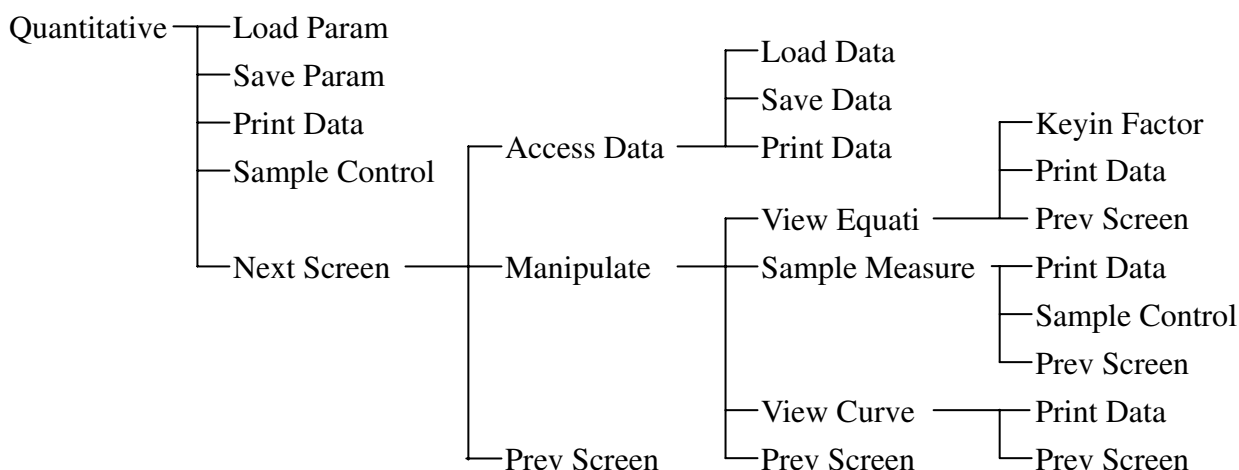 Quantitative
Load Param
Save Param
Print Data
Sample Control
Next Screen
Access Data
Manipulate
Prev Screen
Load Data
Save Data
Print Data
View Equati
Sample Measure
View Curve
Prev Screen
Keyin Factor
Print Data
Prev Screen
Print Data
Sample Control
Prev Screen
Print Data
Prev Screen